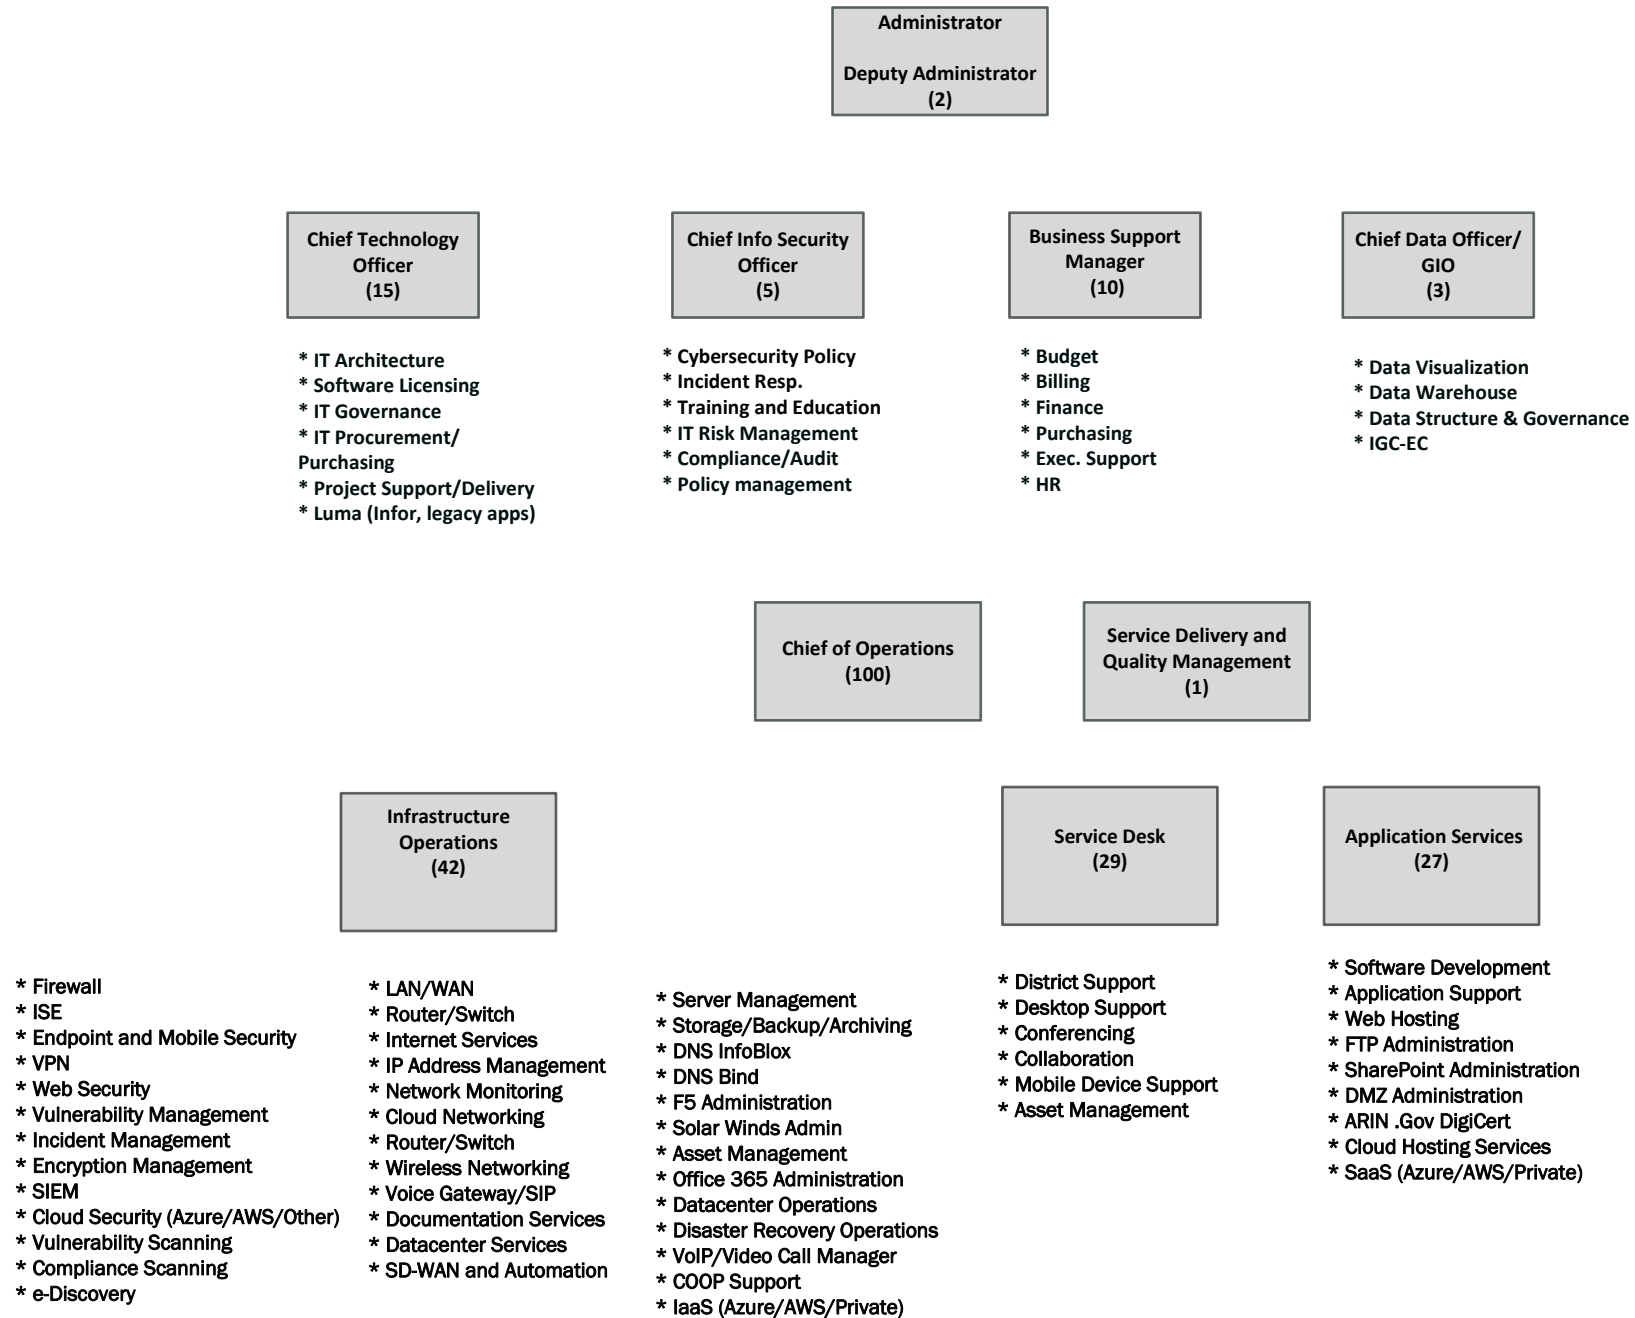 Administrator
Deputy Administrator
(2)
Chief Technology
Officer
(15)
* IT Architecture
* Software Licensing
* IT Governance
* IT Procurement/
Purchasing
* Project Support/Delivery
* Luma (Infor, legacy apps)
Chief Info Security
Officer
(5)
* Cybersecurity Policy
* Incident Resp.
* Training and Education
* IT Risk Management
* Compliance/Audit
* Policy management
Business Support
Manager
(10)
* Budget
* Billing
* Finance
* Purchasing
* Exec. Support
* HR
Chief Data Officer/
GIO
(3)
* Data Visualization
* Data Warehouse
* Data Structure & Governance
* IGC-EC
Chief of Operations
(100)
Service Delivery and
Quality Management
(1)
Infrastructure
Operations
(42)
* Firewall
* ISE
* Endpoint and Mobile Security
* VPN
* Web Security
* Vulnerability Management
* Incident Management
* Encryption Management
* SIEM
* Cloud Security (Azure/AWS/Other)
* Vulnerability Scanning
* Compliance Scanning
* e-Discovery
* LAN/WAN
* Router/Switch
* Internet Services
* IP Address Management
* Network Monitoring
* Cloud Networking
* Router/Switch
* Wireless Networking
* Voice Gateway/SIP
* Documentation Services
* Datacenter Services
* SD-WAN and Automation
* Server Management
* Storage/Backup/Archiving
* DNS InfoBlox
* DNS Bind
* F5 Administration
* Solar Winds Admin
* Asset Management
* Office 365 Administration
* Datacenter Operations
* Disaster Recovery Operations
* VoIP/Video Call Manager
* COOP Support
* IaaS (Azure/AWS/Private)
Service Desk
(29)
* District Support
* Desktop Support
* Conferencing
* Collaboration
* Mobile Device Support
* Asset Management
Application Services
(27)
* Software Development
* Application Support
* Web Hosting
* FTP Administration
* SharePoint Administration
* DMZ Administration
* ARIN .Gov DigiCert
* Cloud Hosting Services
* SaaS (Azure/AWS/Private)